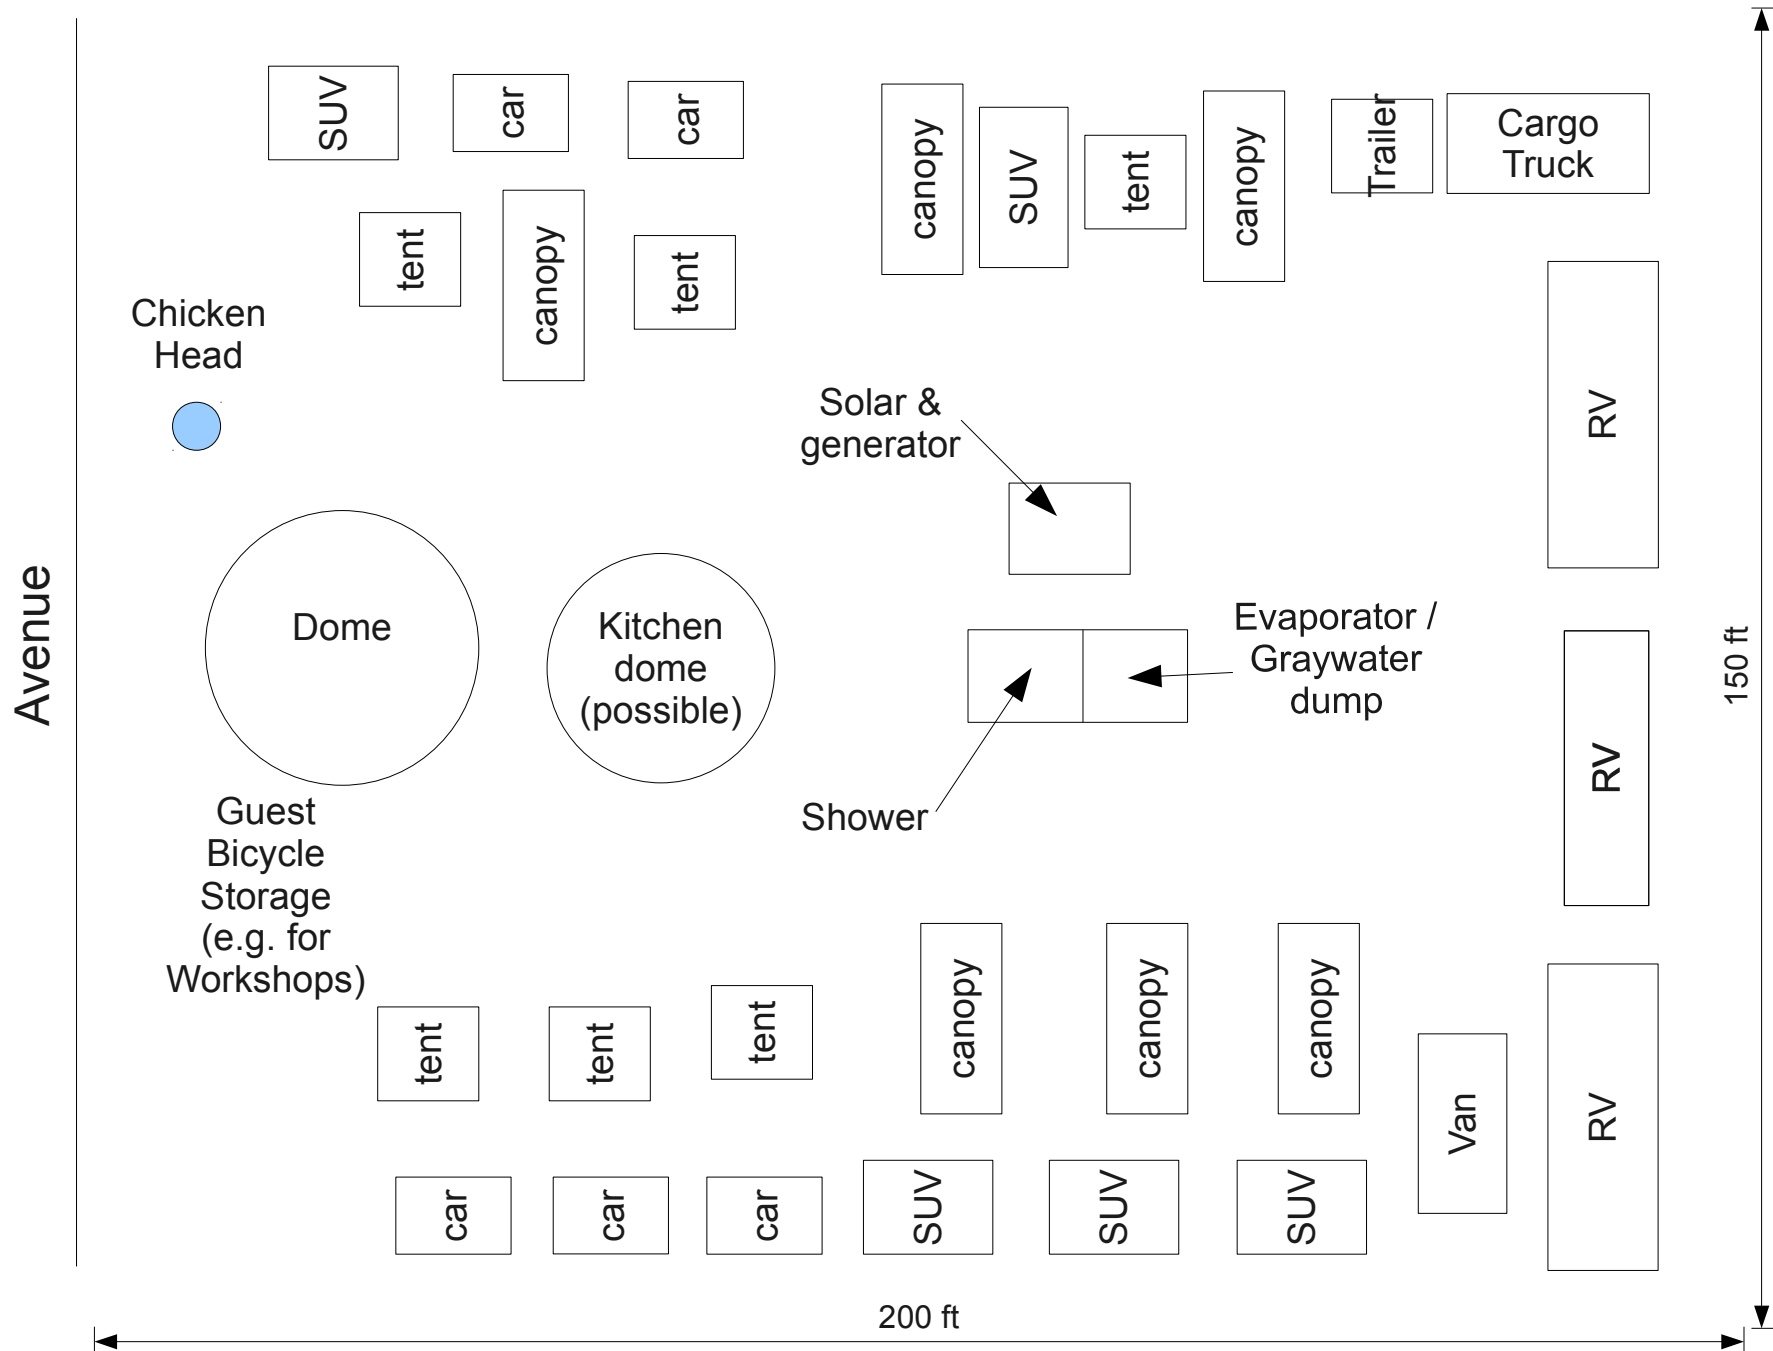 SUV
car
car
canopy
SUV
tent
canopy
Trailer
Cargo
Truck
tent
canopy
tent
Chicken
Head
Solar &
generator
RV
Avenue
Dome
Kitchen
dome
(possible)
Evaporator /
Graywater
dump
150 ft
RV
Shower
Guest
Bicycle
Storage
(e.g. for
Workshops)
tent
tent
tent
canopy
canopy
canopy
Van
RV
car
car
car
SUV
SUV
SUV
200 ft